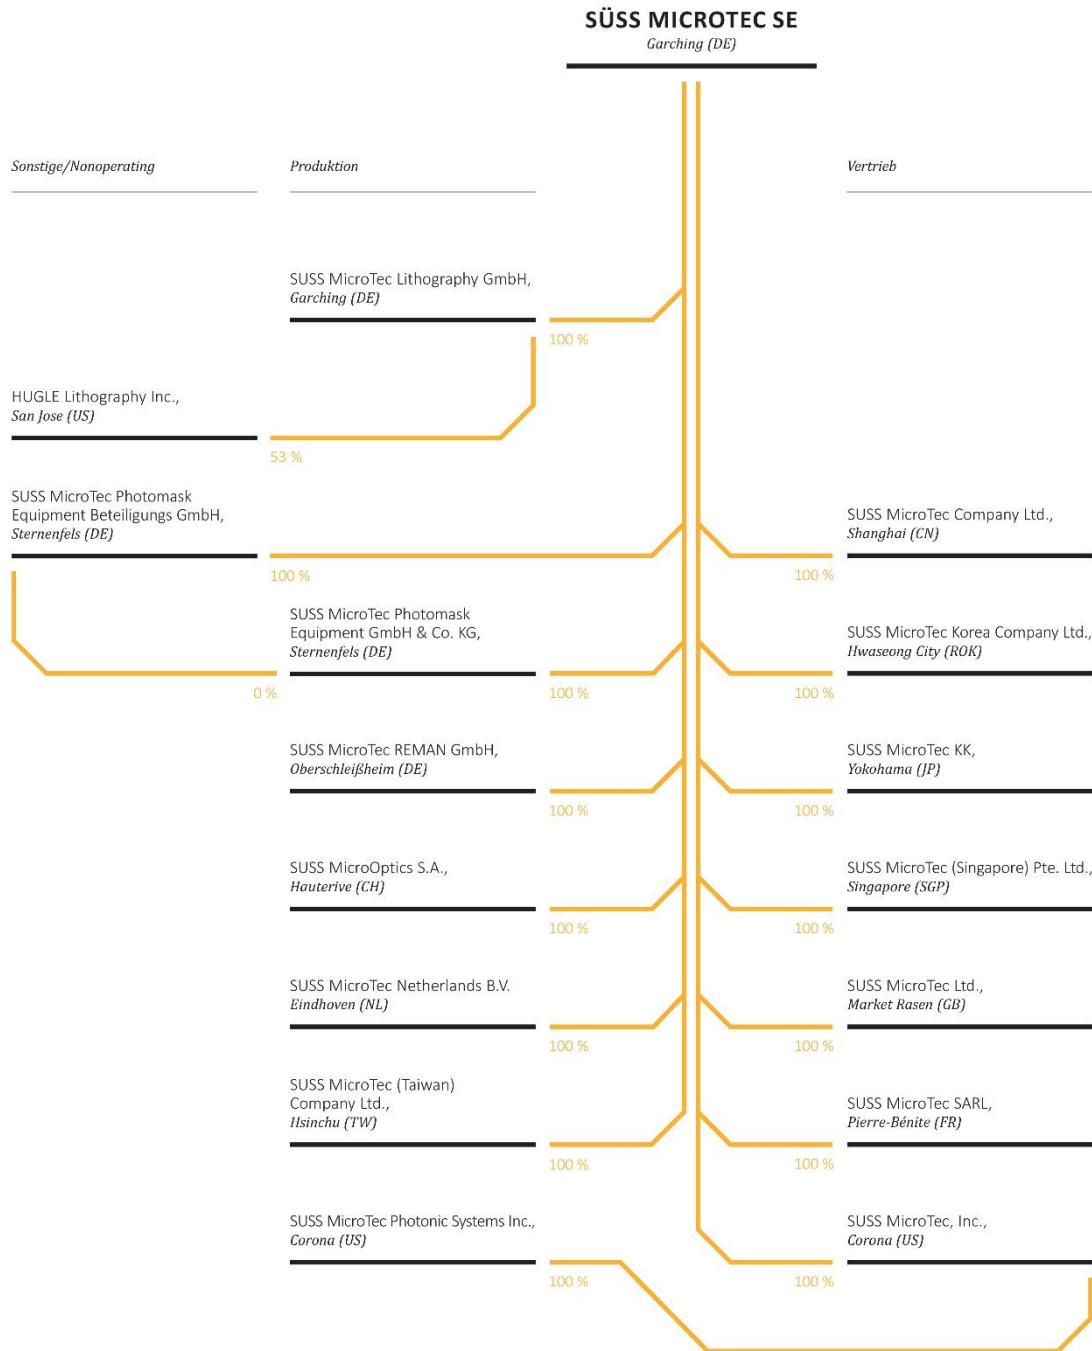 SÜSS MICROTEC SE
Garching (DE)
Sonstige/Nonoperating
Produktion
Vertrieb
SUSS MicroTec Lithography GmbH,
Garching (DE)
100 %
HUGLE Lithography Inc.,
San Jose (US)
53 %
SUSS MicroTec Photomask
Equipment Beteiligungs GmbH,
Sternenfels (DE)
100 %
SUSS MicroTec Company Ltd.,
Shanghai (CN)
100 %
SUSS MicroTec Photomask
Equipment GmbH & Co. KG,
Sternenfels (DE)
0 %
100 %
SUSS MicroTec Korea Company Ltd.,
Hwaseong City (ROK)
100 %
SUSS MicroTec REMAN GmbH,
Oberschleißheim (DE)
100 %
SUSS MicroTec KK,
Yokohama (JP)
100 %
SUSS MicroOptics S.A.,
Hauterive (CH)
100 %
SUSS MicroTec (Singapore) Pte. Ltd.,
Singapore (SGP)
100 %
SUSS MicroTec Netherlands B.V.
Eindhoven (NL)
100 %
SUSS MicroTec Ltd.,
Market Rasen (GB)
100 %
SUSS MicroTec (Taiwan)
Company Ltd.,
Hsinchu (TW)
100 %
SUSS MicroTec SARL,
Pierre-Bénite (FR)
100 %
SUSS MicroTec Photonic Systems Inc.,
Corona (US)
100 %
SUSS MicroTec, Inc.,
Corona (US)
100 %